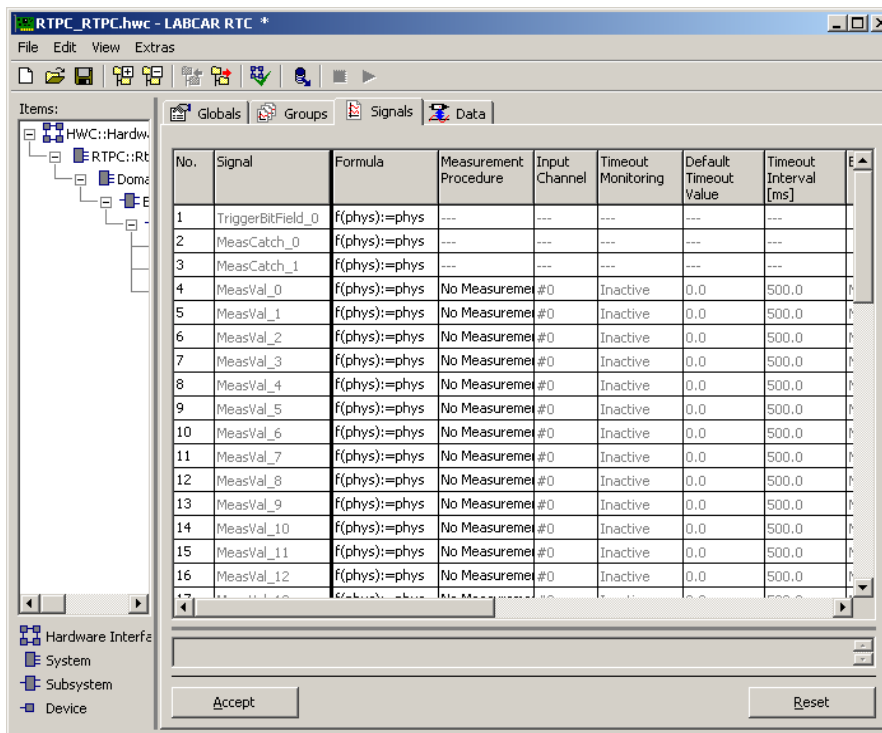 RTPC_RTPC.hwc - LABCAR RTC *
File Edit View Extras
Items:
HWC::Hardw
RTPC::Rt
Doma
Globals Groups Signals Data
No. Signal Formula Measurement Procedure Input Channel Timeout Monitoring Default Timeout Value Timeout Interval [ms]
1 TriggerBitField_0 f(phys):=phys --- --- --- --- ---
2 MeasCatch_0 f(phys):=phys --- --- --- --- ---
3 MeasCatch_1 f(phys):=phys --- --- --- --- ---
4 MeasVal_0 f(phys):=phys No Measuremer #0 Inactive 0.0 500.0
5 MeasVal_1 f(phys):=phys No Measuremer #0 Inactive 0.0 500.0
6 MeasVal_2 f(phys):=phys No Measuremer #0 Inactive 0.0 500.0
7 MeasVal_3 f(phys):=phys No Measuremer #0 Inactive 0.0 500.0
8 MeasVal_4 f(phys):=phys No Measuremer #0 Inactive 0.0 500.0
9 MeasVal_5 f(phys):=phys No Measuremer #0 Inactive 0.0 500.0
10 MeasVal_6 f(phys):=phys No Measuremer #0 Inactive 0.0 500.0
11 MeasVal_7 f(phys):=phys No Measuremer #0 Inactive 0.0 500.0
12 MeasVal_8 f(phys):=phys No Measuremer #0 Inactive 0.0 500.0
13 MeasVal_9 f(phys):=phys No Measuremer #0 Inactive 0.0 500.0
14 MeasVal_10 f(phys):=phys No Measuremer #0 Inactive 0.0 500.0
15 MeasVal_11 f(phys):=phys No Measuremer #0 Inactive 0.0 500.0
16 MeasVal_12 f(phys):=phys No Measuremer #0 Inactive 0.0 500.0
Hardware Interfa
System
Subsystem
Device
Accept Reset